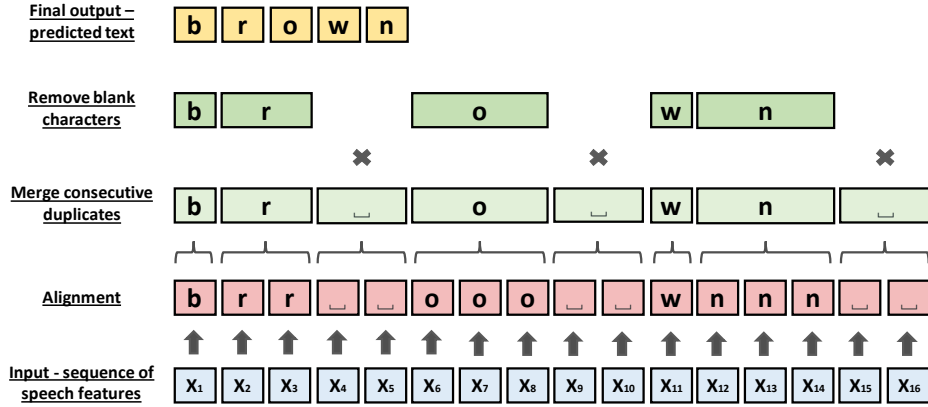 Final output –
predicted text
b r o w n
Remove blank
characters
b r o w n
Merge consecutive
duplicates
b r ⎵ o ⎵ w n ⎵
Alignment
b r r ⎵ ⎵ o o o ⎵ ⎵ w n n n ⎵ ⎵
Input - sequence of
speech features
X₁ X₂ X₃ X₄ X₅ X₆ X₇ X₈ X₉ X₁₀ X₁₁ X₁₂ X₁₃ X₁₄ X₁₅ X₁₆